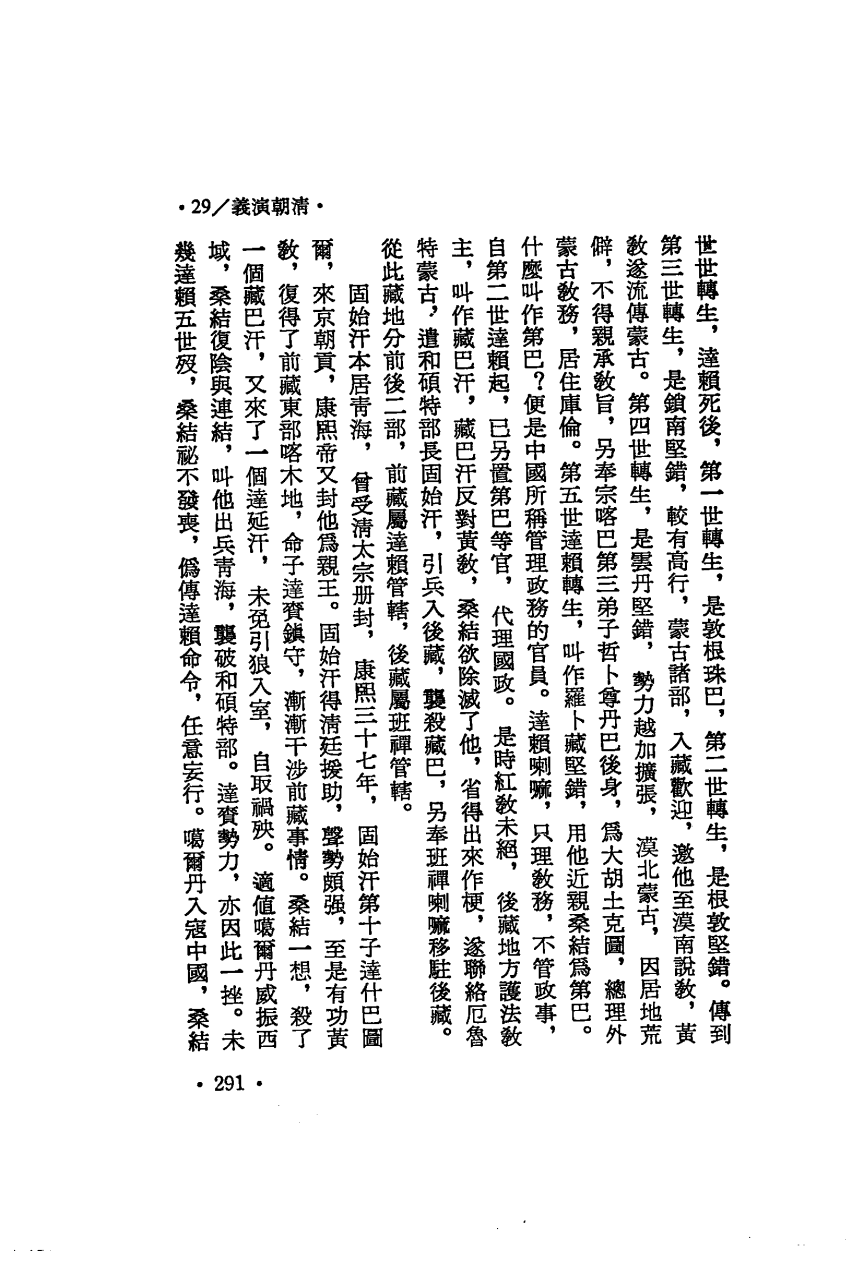 •29/義演朝清•
世世轉生，達賴死後，第一世轉生，是敦根珠巴，第二世轉生，是根敦堅錯。傳到
第三世轉生，是鎖南堅錯，較有高行，蒙古諸部，入藏歡迎，邀他至漠南說教，黃
教遂流傳蒙古。第四世轉生，是雲丹堅錯，勢力越加擴張，漠北蒙古，因居地荒
僻，不得親承教旨，另奉宗喀巴第三弟子哲卜尊丹巴後身，爲大胡土克圖，總理外
蒙古教務，居住庫倫。第五世達賴轉生，叫作羅卜藏堅錯，用他近親桑結爲第巴。
什麼叫作第巴？便是中國所稱管理政務的官員。達賴喇嘛，只理教務，不管政事，
自第二世達賴起，已另置第巴等官，代理國政。是時紅教未絕，後藏地方護法教
主，叫作藏巴汗，藏巴汗反對黃教，桑結欲除滅了他，省得出來作梗，遂聯絡厄魯
特蒙古，遣和碩特部長固始汗，引兵入後藏，襲殺藏巴，另奉班禪喇嘛移駐後藏。
從此藏地分前後二部，前藏屬達賴管轄，後藏屬班禪管轄。
固始汗本居青海，曾受清太宗册封，康熙三十七年，固始汗第十子達什巴圖
爾，來京朝貢，康熙帝又封他爲親王。固始汗得清廷援助，聲勢頗强，至是有功黃
教，復得了前藏東部喀木地，命子達賚鎮守，漸漸干涉前藏事情。桑結一想，殺了
一個藏巴汗，又來了一個達延汗，未免引狼入室，自取禍殃。適值噶爾丹威振西
域，桑結復陰與連結，叫他出兵青海，襲破和碩特部。達賚勢力，亦因此一挫。未
幾達賴五世歿，桑結祕不發喪，僞傳達賴命令，任意妄行。噶爾丹入寇中國，桑結
•291•